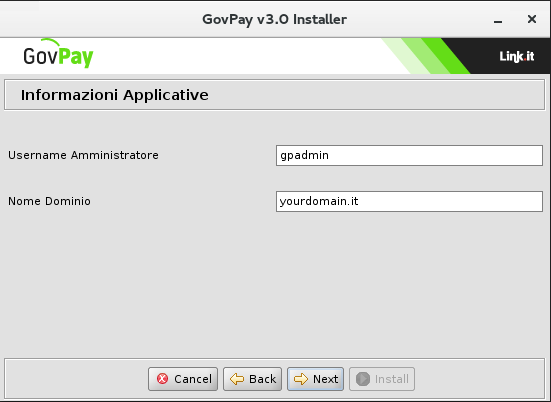 GovPay v3.0 Installer
GovPay
Link.it
Informazioni Applicative
Username Amministratore gpadmin
Nome Dominio yourdomain.it
Cancel Back Next Install